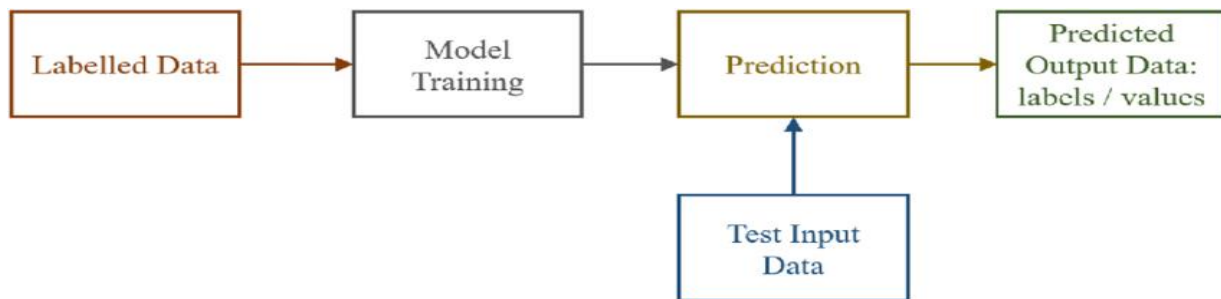 Labelled Data
Model
Training
Prediction
Predicted
Output Data:
labels / values
Test Input
Data